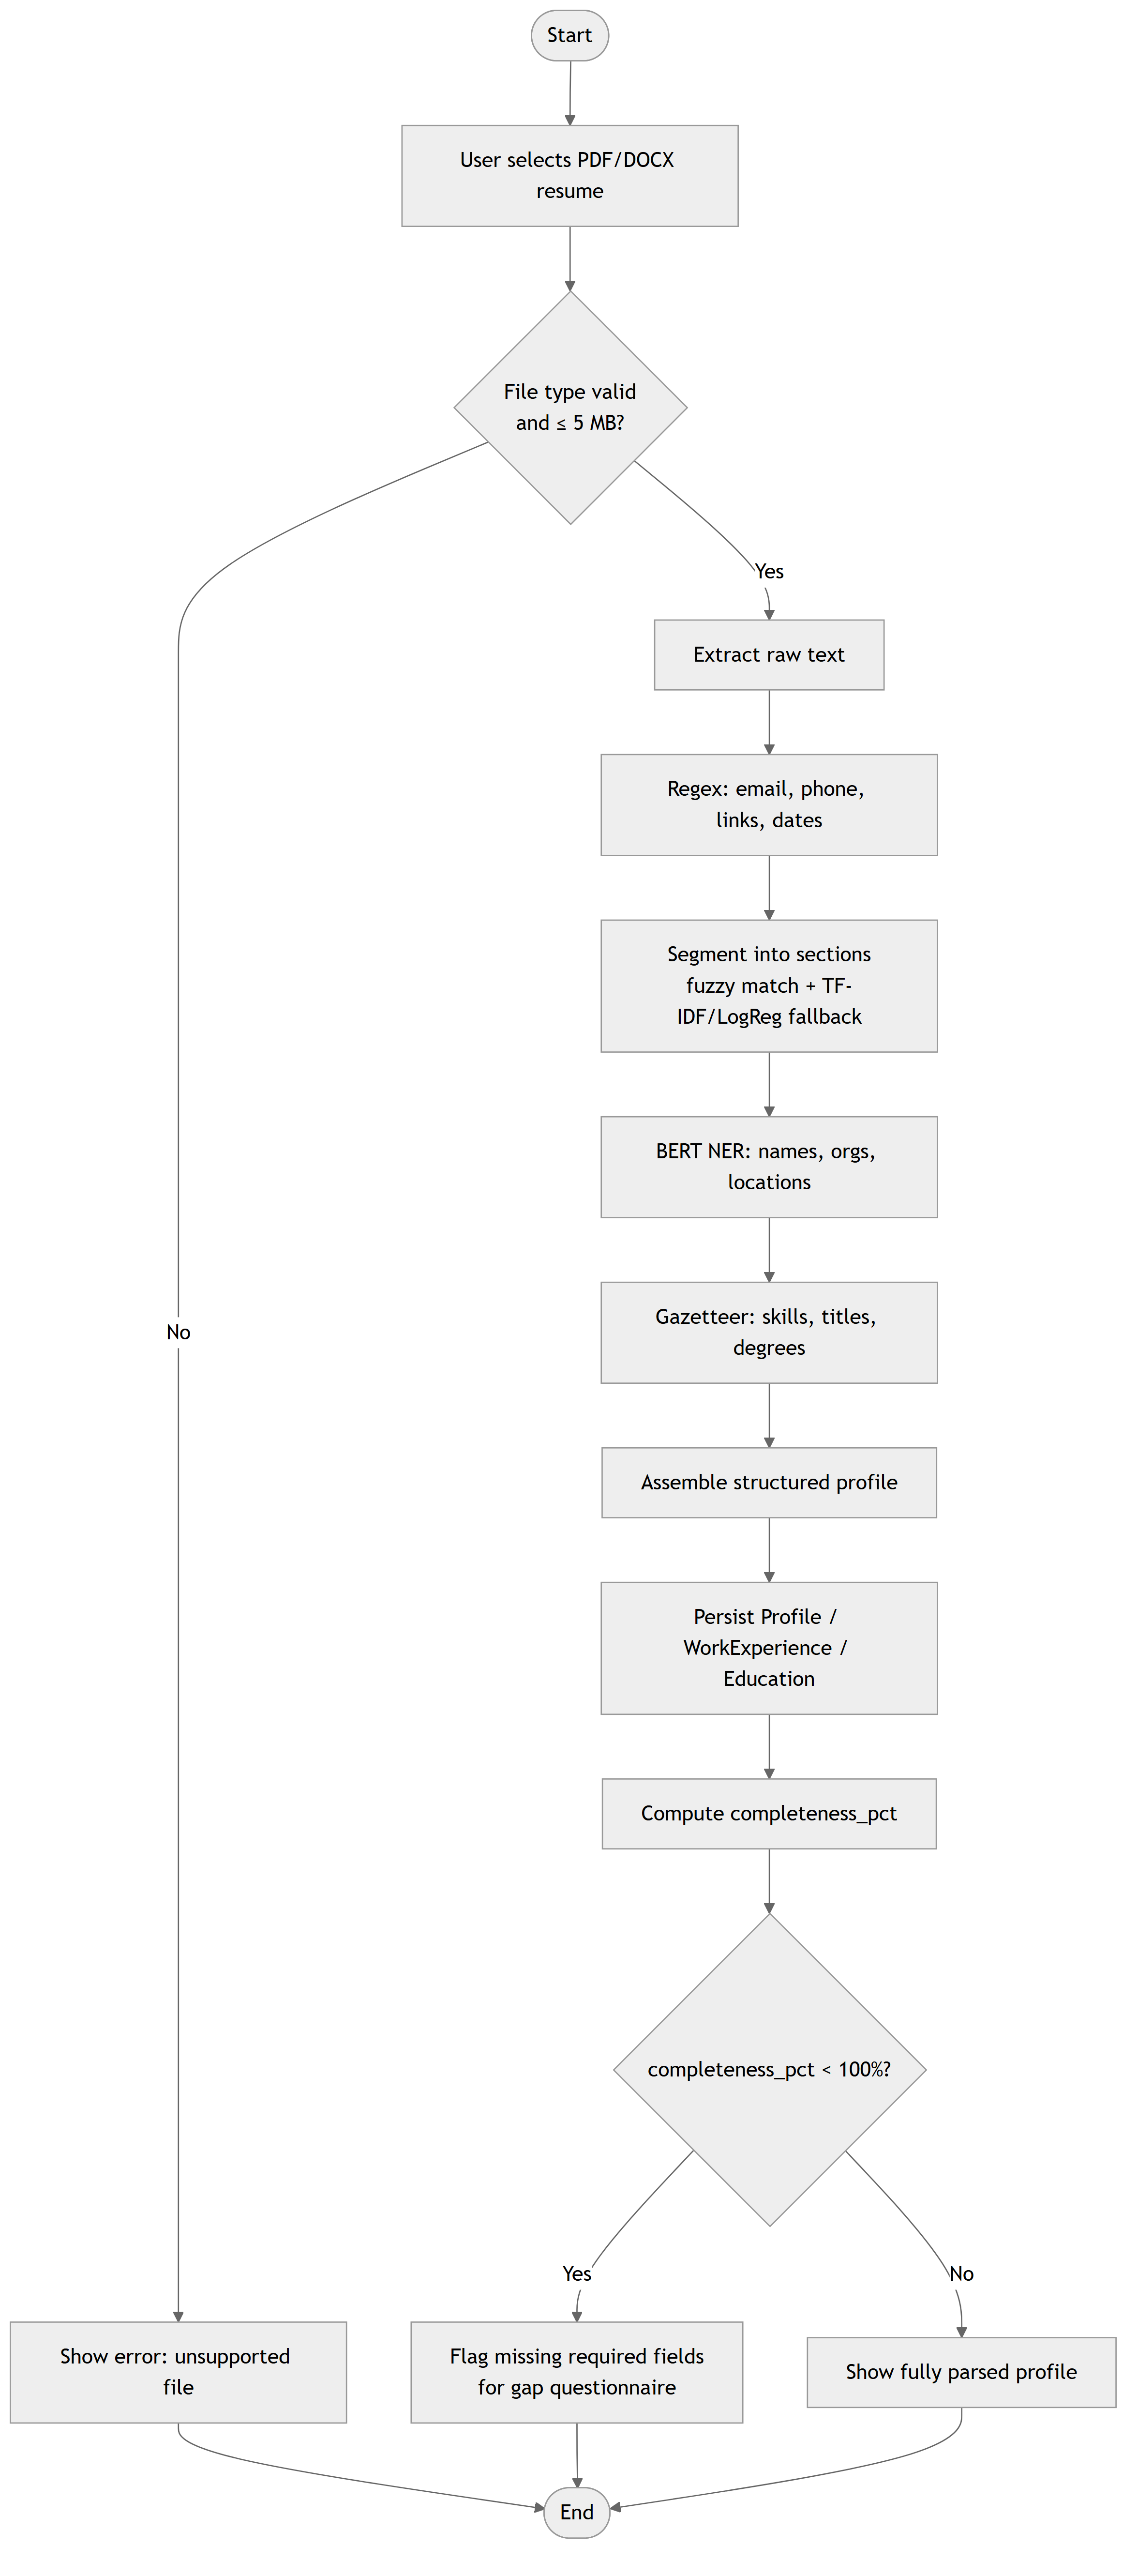 Start
User selects PDF/DOCX
resume
File type valid
and ≤ 5 MB?
Yes
Extract raw text
Regex: email, phone,
links, dates
Segment into sections
fuzzy match + TF-
IDF/LogReg fallback
BERT NER: names, orgs,
locations
Gazetteer: skills, titles,
degrees
No
Assemble structured profile
Persist Profile /
WorkExperience /
Education
Compute completeness_pct
completeness_pct < 100%?
Yes
No
Show error: unsupported
file
Flag missing required fields
for gap questionnaire
Show fully parsed profile
End